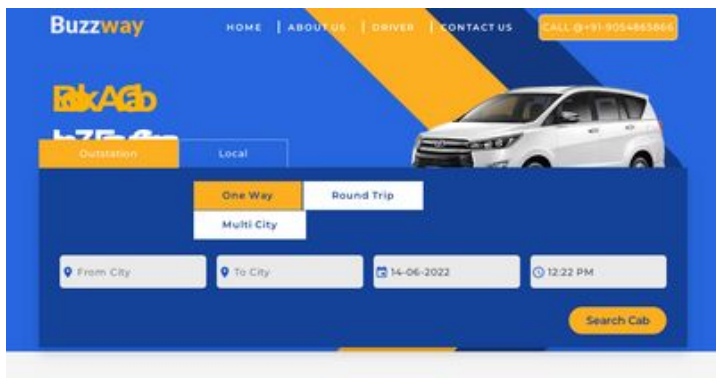 Buzzway
HOME | ABOUT US | DRIVER | CONTACT US
CALL @+91-9054865866
Outstation
Local
One Way
Round Trip
Multi City
From City
To City
14-06-2022
12:22 PM
Search Cab